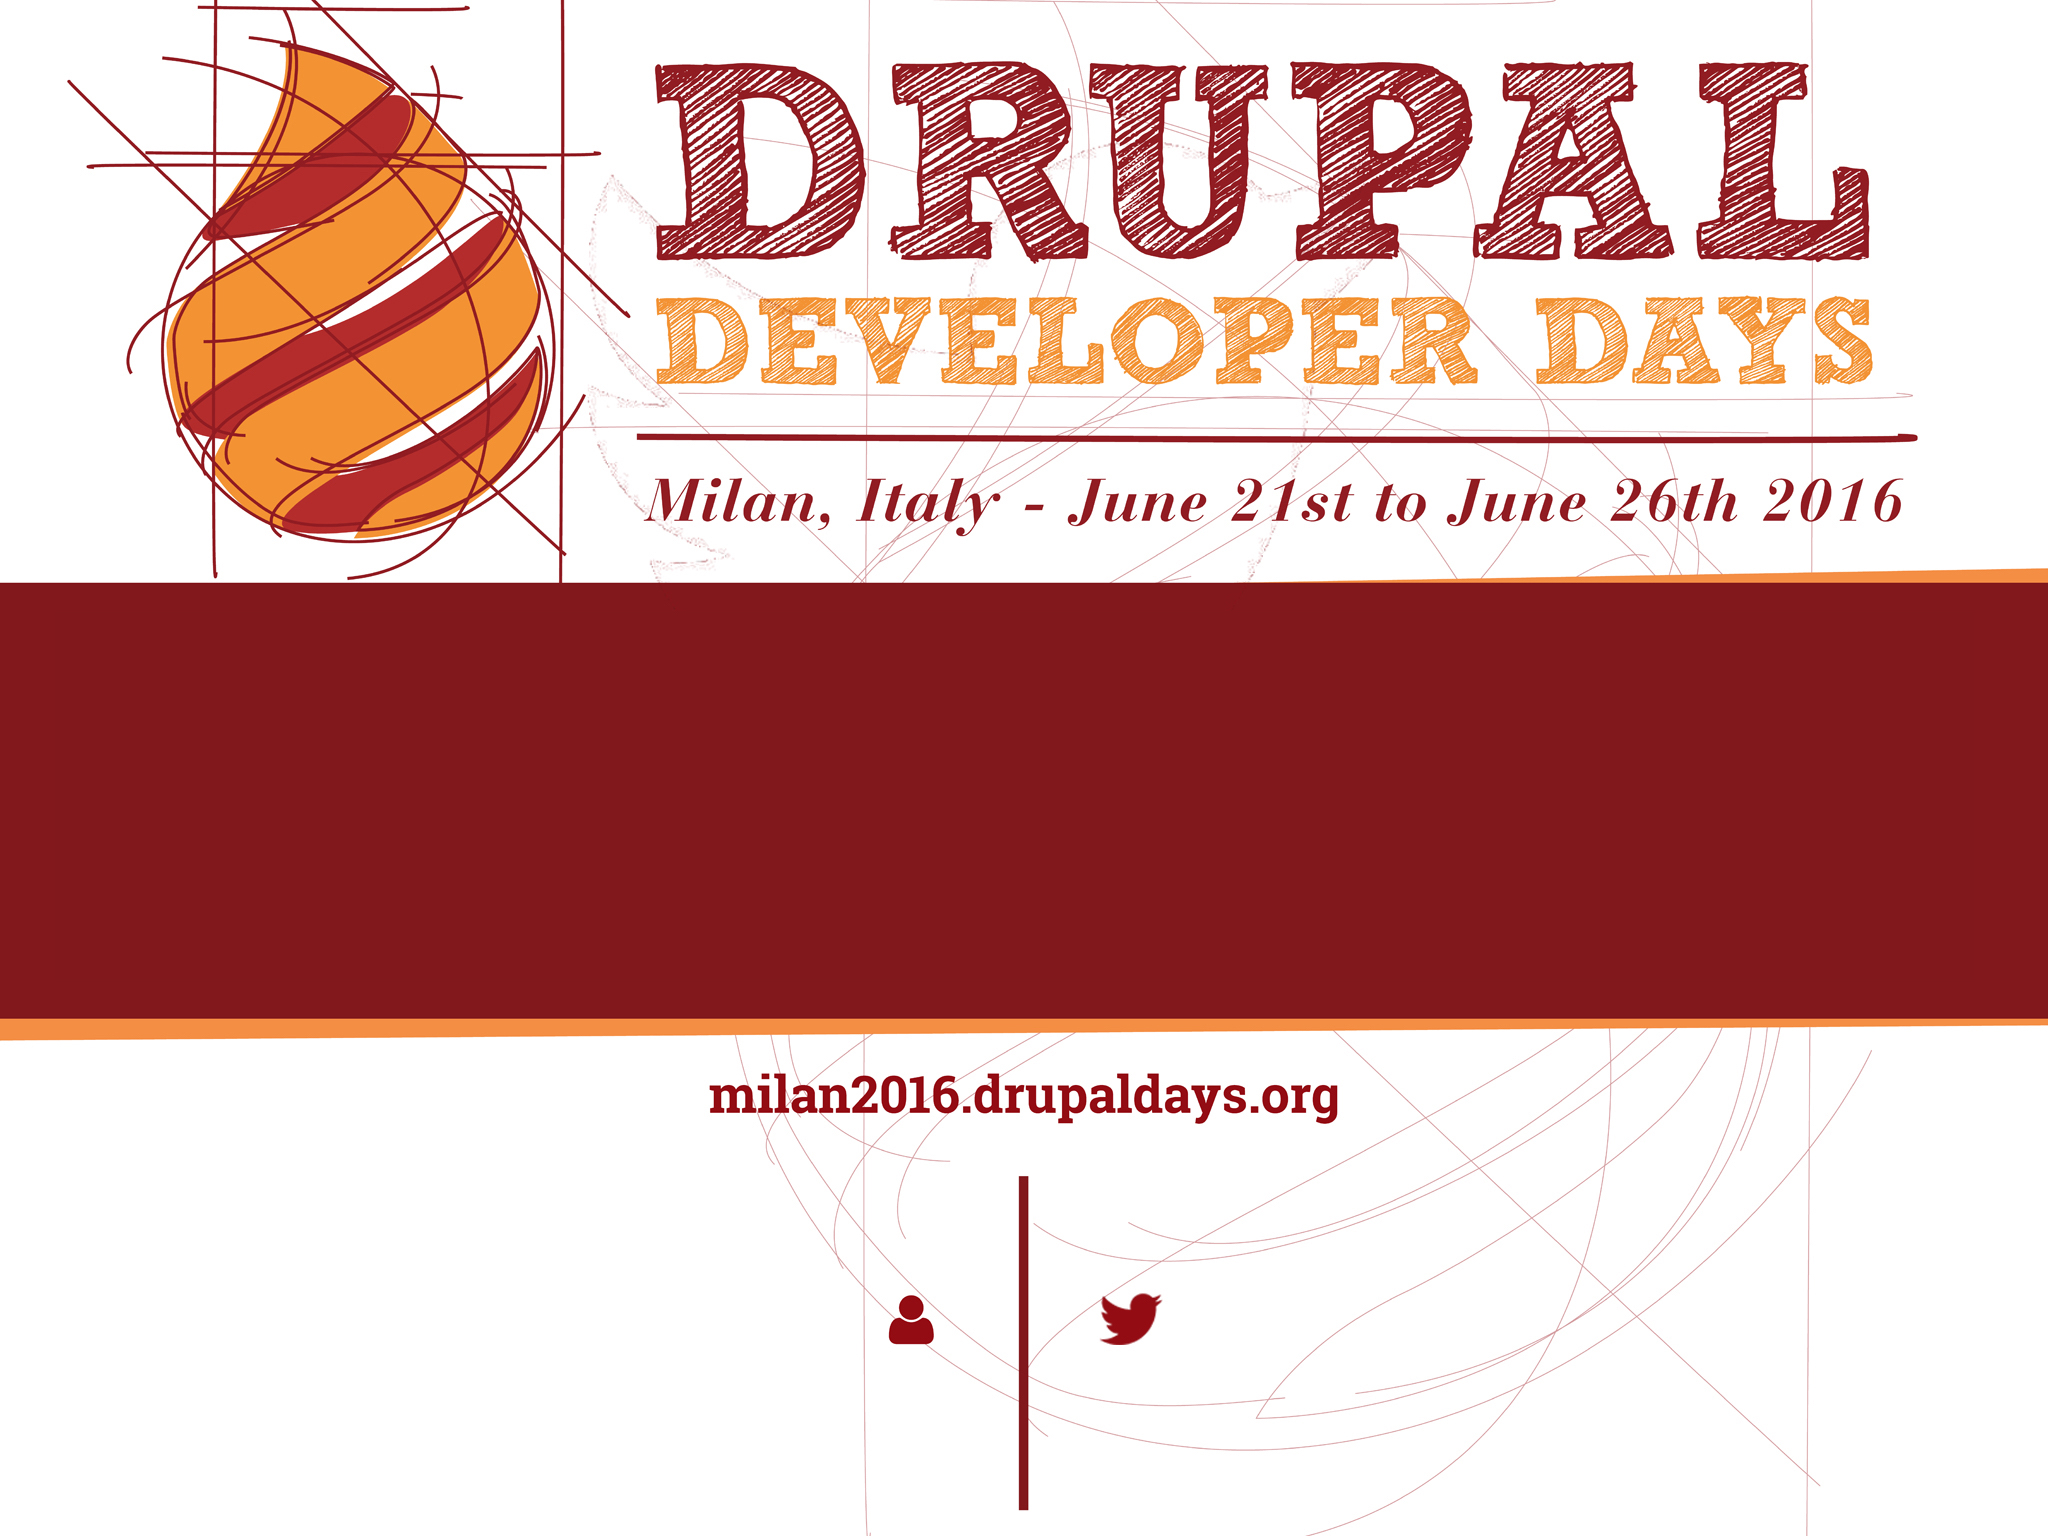 DRUPAL
DEVELOPER DAYS
Milan, Italy - June 21st to June 26th 2016
milan2016.drupaldays.org